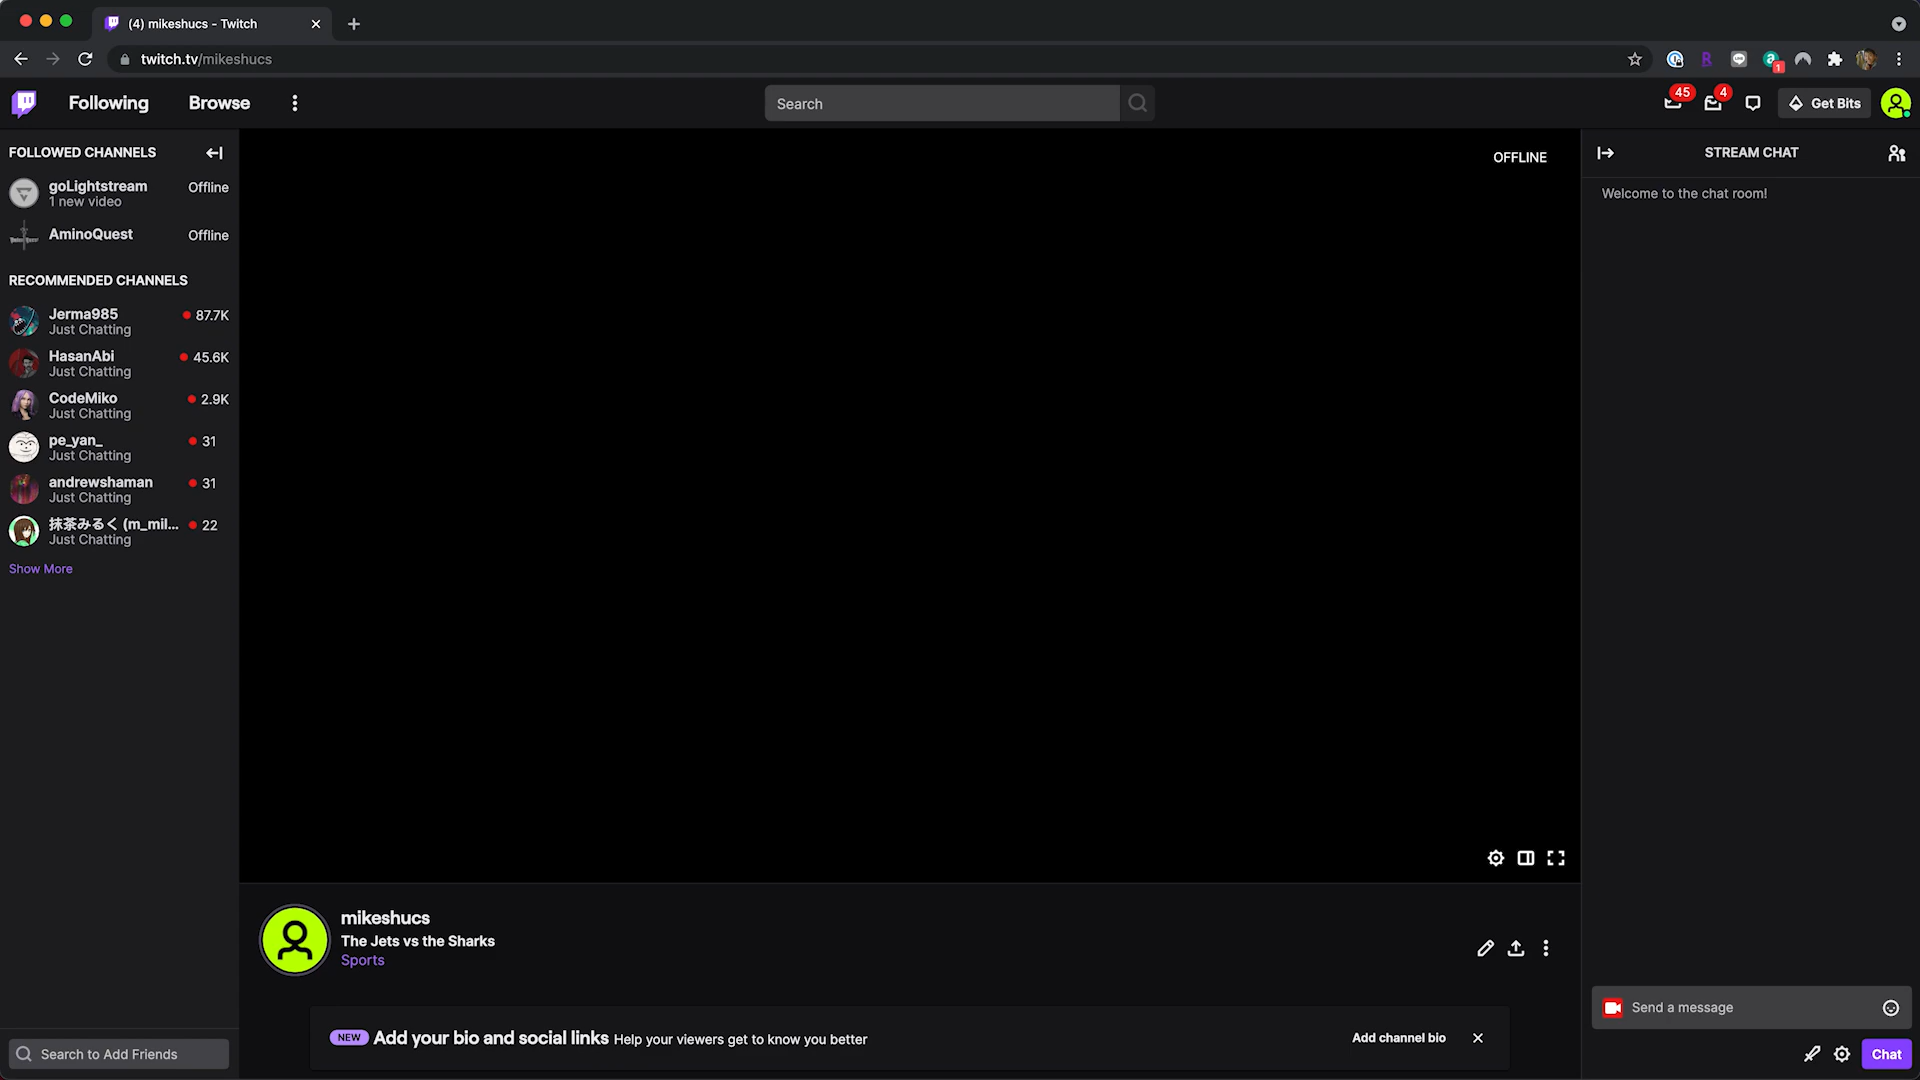 (4) mikeshucs - Twitch
twitch.tv/mikeshucs
Following
Browse
Search
45
4
Get Bits
1
FOLLOWED CHANNELS
goLightstream
Offline
1 new video
AminoQuest
Offline
RECOMMENDED CHANNELS
Jerma985
87.7K
Just Chatting
HasanAbi
45.6K
Just Chatting
CodeMiko
2.9K
Just Chatting
pe_yan_
31
Just Chatting
andrewshaman
31
Just Chatting
抹茶みるく (m_mil...
22
Just Chatting
Show More
Search to Add Friends
OFFLINE
mikeshucs
The Jets vs the Sharks
Sports
NEW Add your bio and social links Help your viewers get to know you better
Add channel bio
STREAM CHAT
Welcome to the chat room!
Send a message
Chat